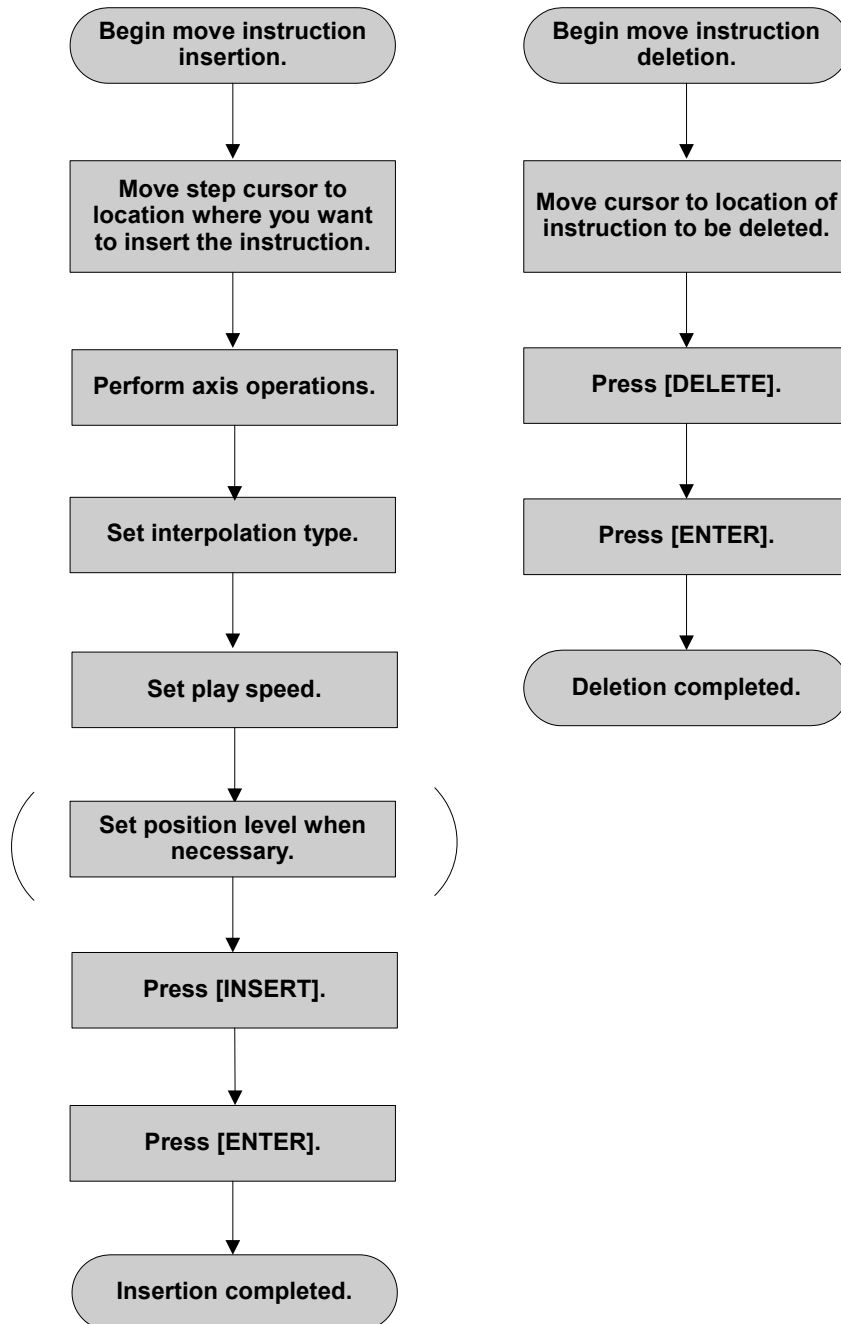 Begin move instruction
insertion.
Move step cursor to
location where you want
to insert the instruction.
Perform axis operations.
Set interpolation type.
Set play speed.
Set position level when
necessary.
Press [INSERT].
Press [ENTER].
Insertion completed.
Begin move instruction
deletion.
Move cursor to location of
instruction to be deleted.
Press [DELETE].
Press [ENTER].
Deletion completed.